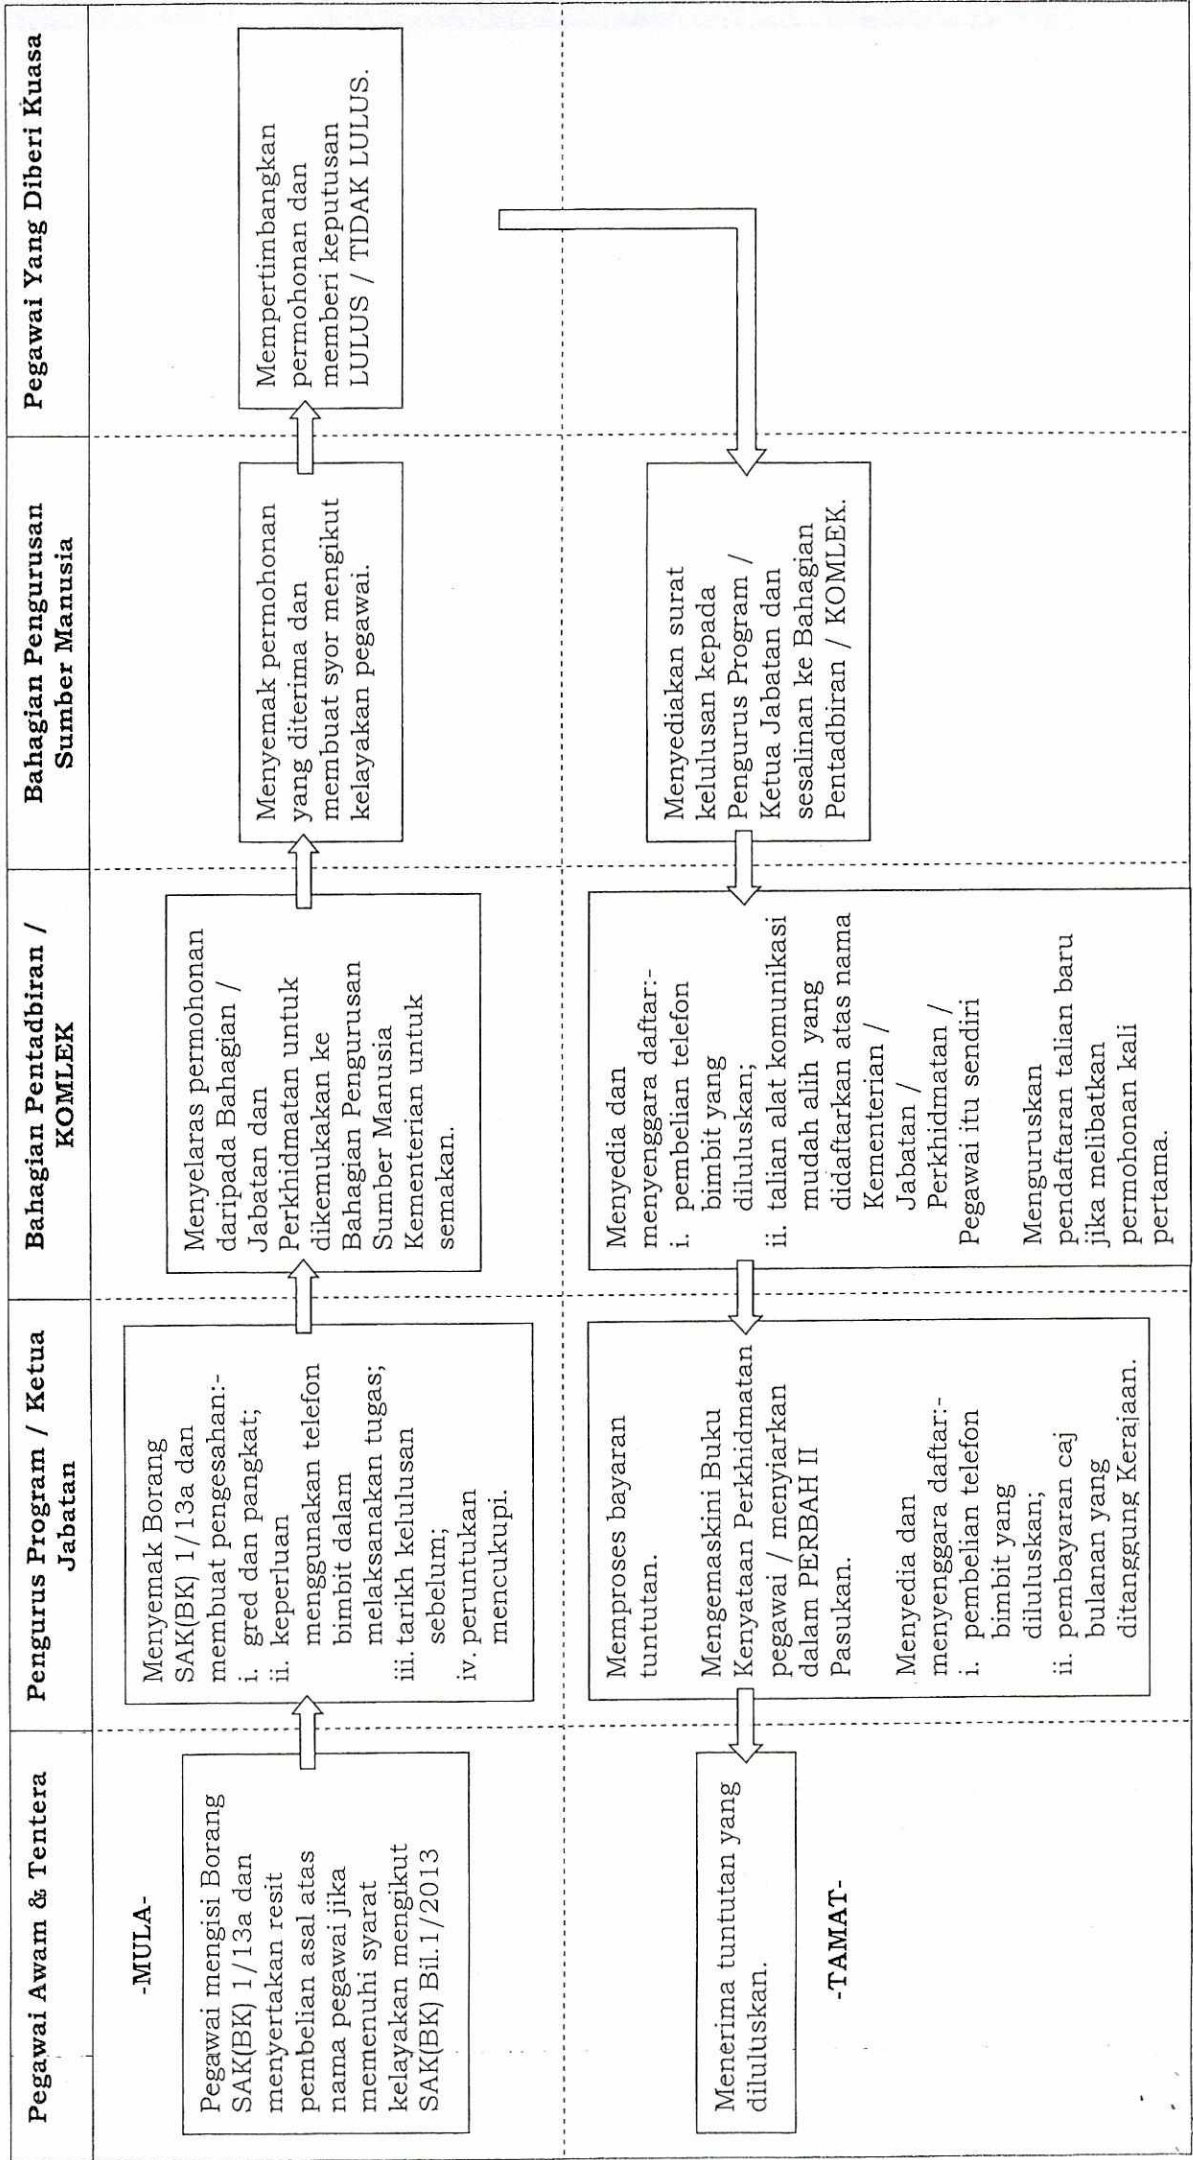 Pegawai Awam & Tentera
Pengurus Program / Ketua
Jabatan
Bahagian Pentadbiran /
KOMLEK
Bahagian Pengurusan
Sumber Manusia
Pegawai Yang Diberi Kuasa
-MULA-
Pegawai mengisi Borang
SAK(BK) 1/13a dan
menyertakan resit
pembelian asal atas
nama pegawai jika
memenuhi syarat
kelayakan mengikut
SAK(BK) Bil.1/2013
Menyemak Borang
SAK(BK) 1/13a dan
membuat pengesahan:-
i. gred dan pangkat;
ii. keperluan
menggunakan telefon
bimbit dalam
melaksanakan tugas;
iii. tarikh kelulusan
sebelum;
iv. peruntukan
mencukupi.
Menyelaras permohonan
daripada Bahagian /
Jabatan dan
Perkhidmatan untuk
dikemukakan ke
Bahagian Pengurusan
Sumber Manusia
Kementerian untuk
semakan.
Menyemak permohonan
yang diterima dan
membuat syor mengikut
kelayakan pegawai.
Mempertimbangkan
permohonan dan
memberi keputusan
LULUS / TIDAK LULUS.
Menyediakan surat
kelulusan kepada
Pengurus Program /
Ketua Jabatan dan
sesalinan ke Bahagian
Pentadbiran / KOMLEK.
Menyedia dan
menyenggara daftar:-
i. pembelian telefon
bimbit yang
diluluskan;
ii. talian alat komunikasi
mudah alih yang
didaftarkan atas nama
Kementerian /
Jabatan /
Perkhidmatan /
Pegawai itu sendiri
Menguruskan
pendaftaran talian baru
jika melibatkan
permohonan kali
pertama.
Memproses bayaran
tuntutan.
Mengemaskini Buku
Kenyataan Perkhidmatan
pegawai / menyiarkan
dalam PERBAH II
Pasukan.
Menyedia dan
menyenggara daftar:-
i. pembelian telefon
bimbit yang
diluluskan;
ii. pembayaran caj
bulanan yang
ditanggung Kerajaan.
Menerima tuntutan yang
diluluskan.
-TAMAT-